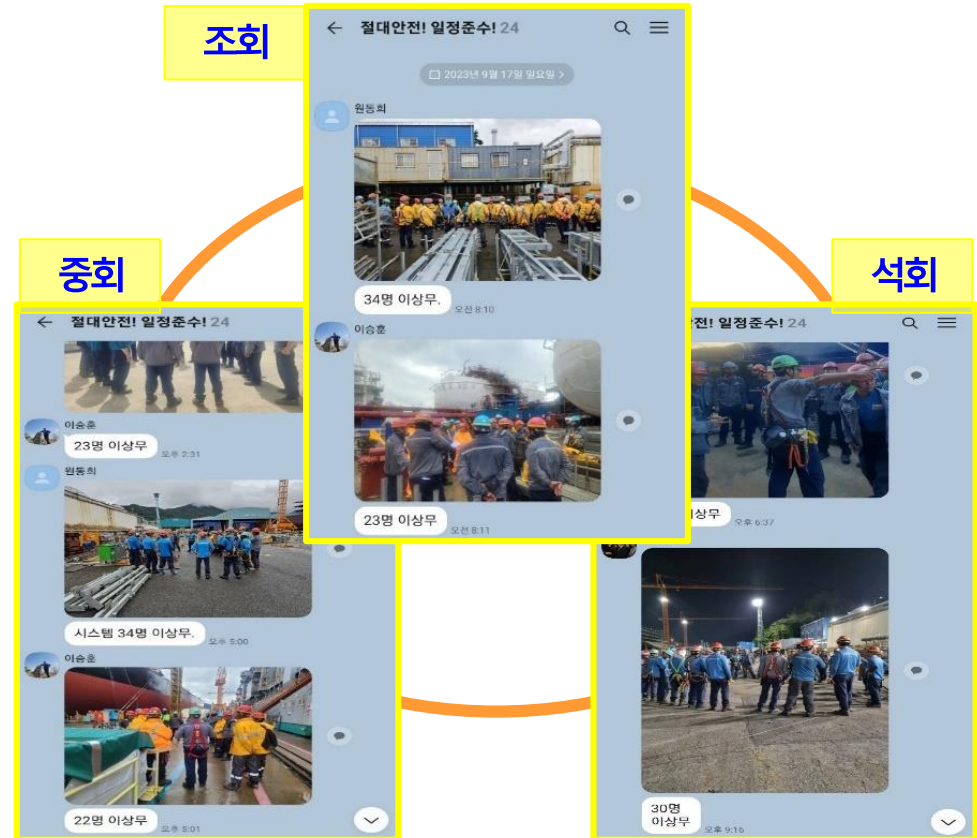 조회
절대안전! 일정준수! 24
2023년 9월 17일 일요일 >
원동희
34명 이상무.
오전 8:10
이승훈
23명 이상무
오전 8:11
중회
절대안전! 일정준수! 24
이승훈
23명 이상무
오후 2:31
원동희
시스템 34명 이상무.
오후 5:00
이승훈
22명 이상무
오후 5:01
석회
전! 일정준수! 24
상무
오후 6:37
30명
이상무
오후 9:16